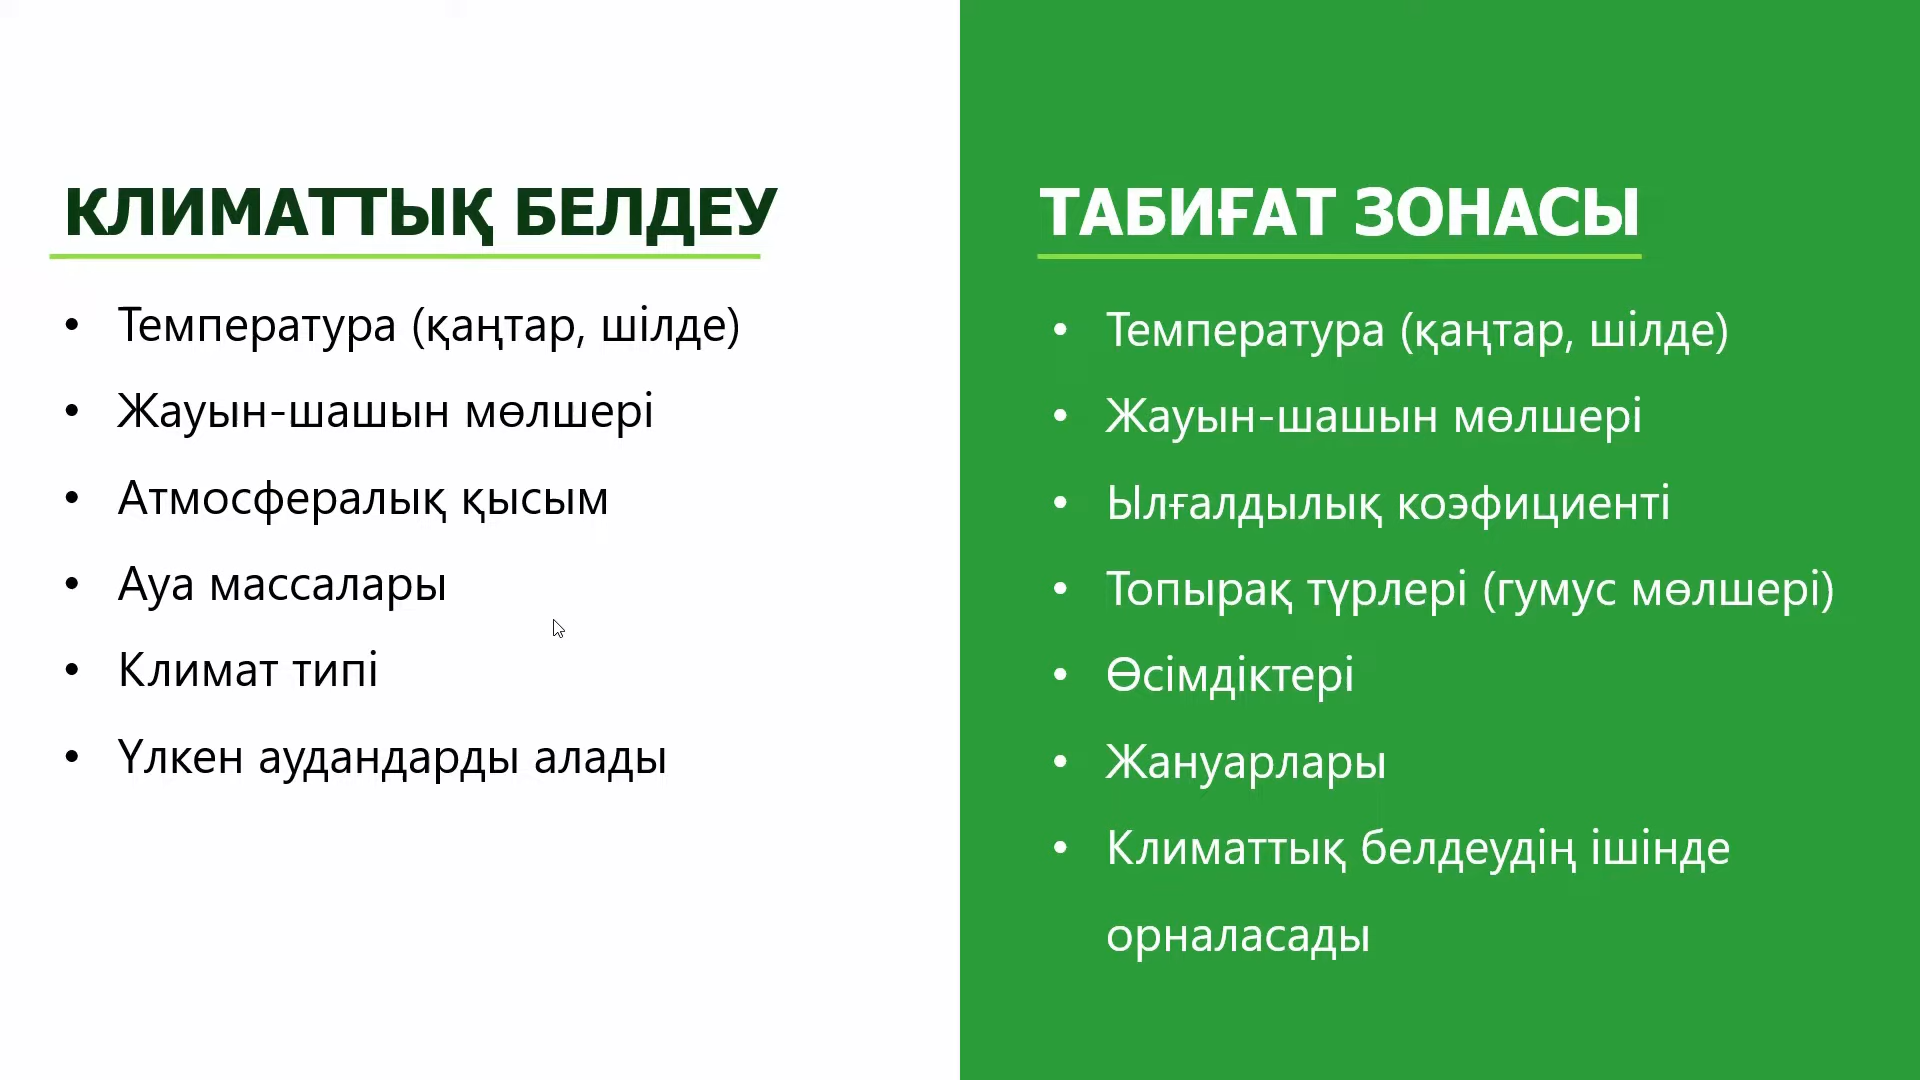 КЛИМАТТЫҚ БЕЛДЕУ
• Температура (қаңтар, шілде)
• Жауын-шашын мөлшері
• Атмосфералық қысым
• Ауа массалары
• Климат типі
• Үлкен аудандарды алады
ТАБИҒАТ ЗОНАСЫ
• Температура (қаңтар, шілде)
• Жауын-шашын мөлшері
• Ылғалдылық коэфициенті
• Топырақ түрлері (гумус мөлшері)
• Өсімдіктері
• Жануарлары
• Климаттық белдеудің ішінде
орналасады